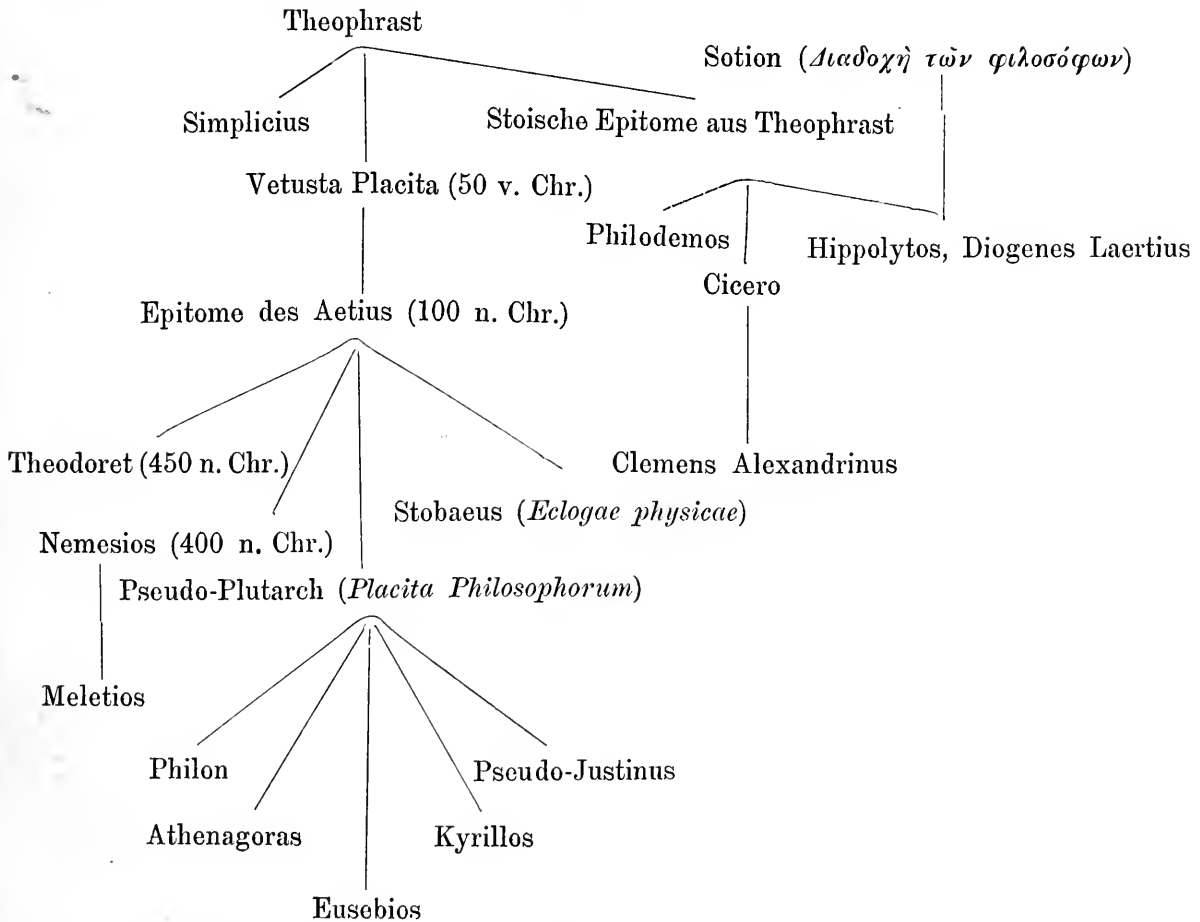 Theophrast
Sotion (Διαδοχὴ τῶν φιλοσόφων)
Simplicius
Stoische Epitome aus Theophrast
Vetusta Placita (50 v. Chr.)
Philodemos
Hippolytos, Diogenes Laertius
Cicero
Epitome des Aetius (100 n. Chr.)
Theodoret (450 n. Chr.)
Clemens Alexandrinus
Stobaeus (Eclogae physicae)
Nemesios (400 n. Chr.)
Pseudo-Plutarch (Placita Philosophorum)
Meletios
Philon
Pseudo-Justinus
Athenagoras
Kyrillos
Eusebios